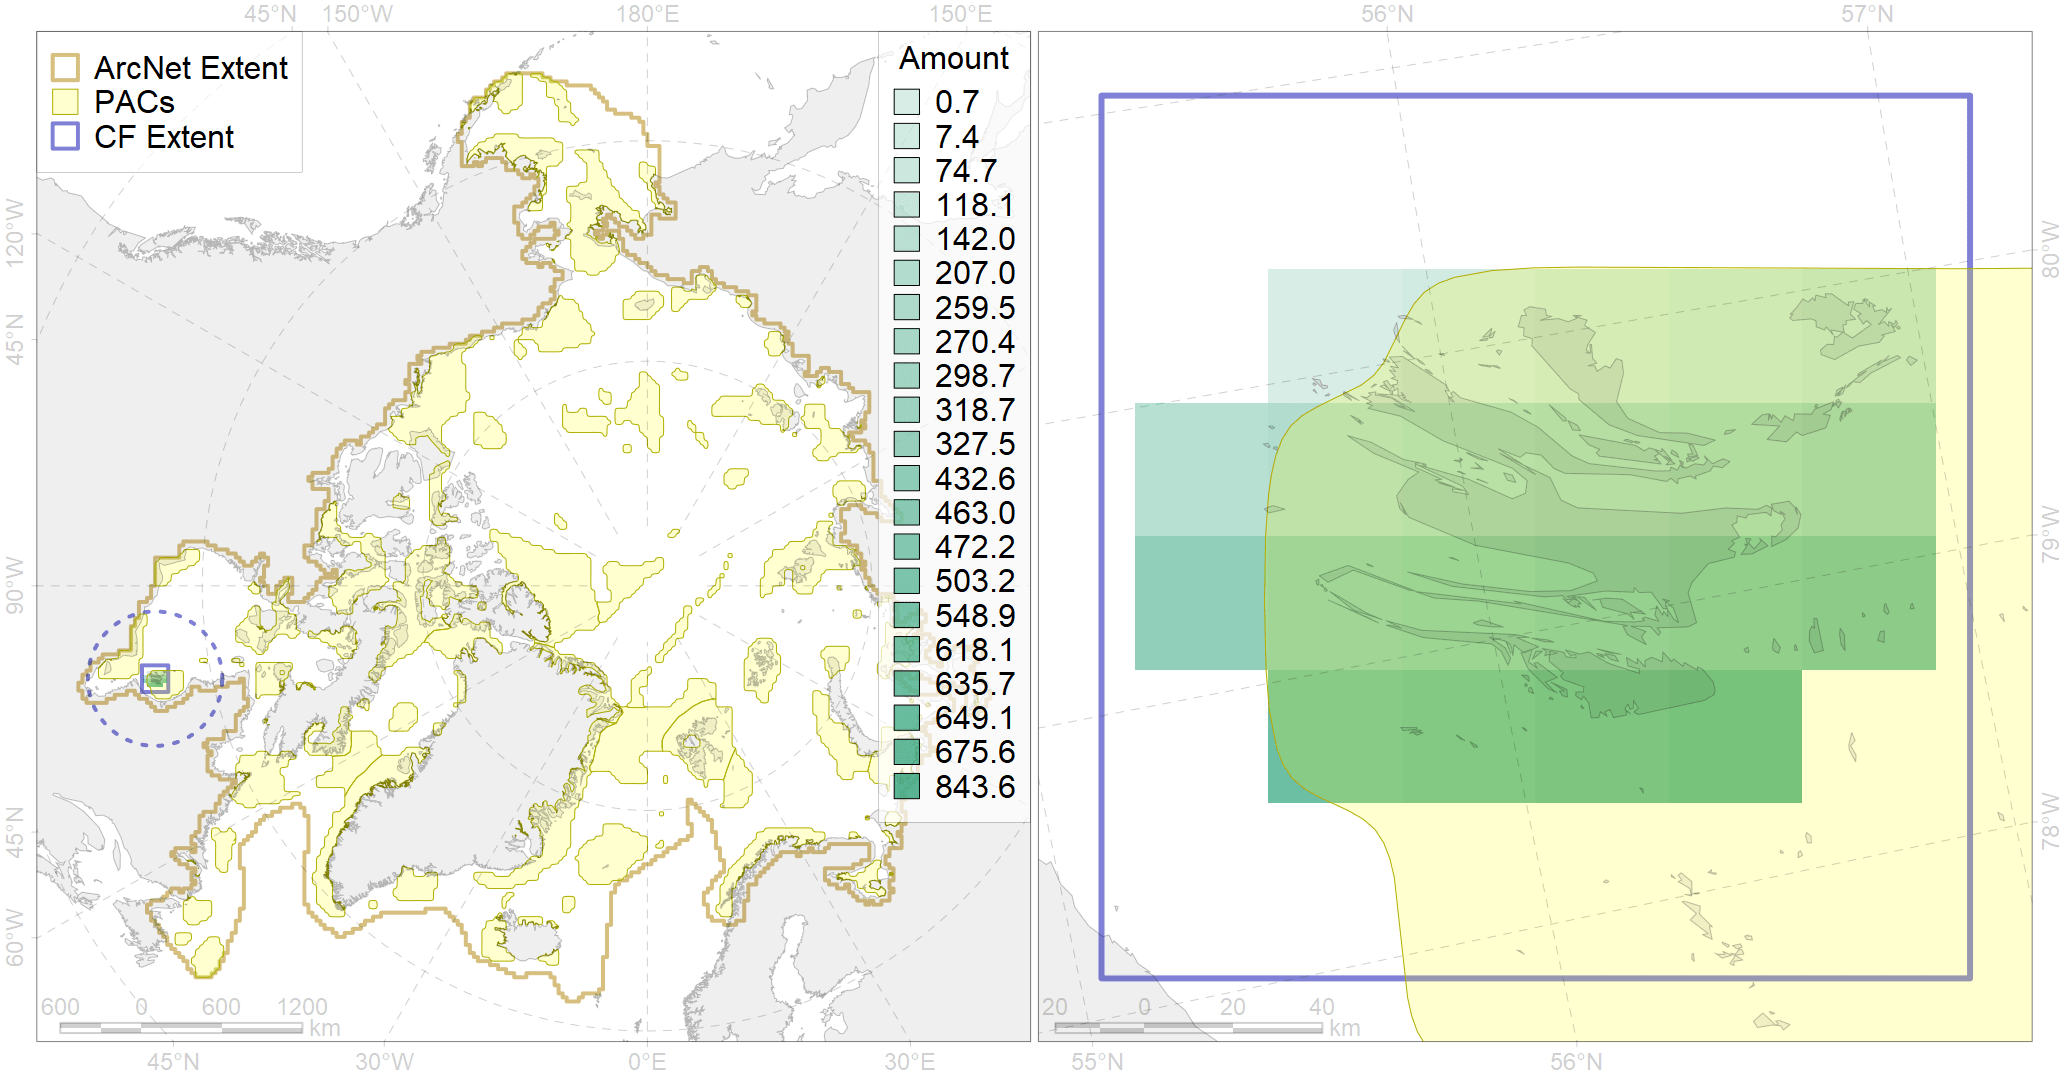 45°N 150°W 180°E 150°E 56°N 57°N
ArcNet Extent
PACs
CF Extent
Amount
0.7
7.4
74.7
118.1
142.0
207.0
259.5
270.4
298.7
318.7
327.5
432.6
463.0
472.2
503.2
548.9
618.1
635.7
649.1
675.6
843.6
120°W
45°N
90°W
45°N
60°W
80°W
79°W
78°W
600 0 600 1200
km
20 0 20 40
km
45°N 30°W 0°E 30°E 55°N 56°N